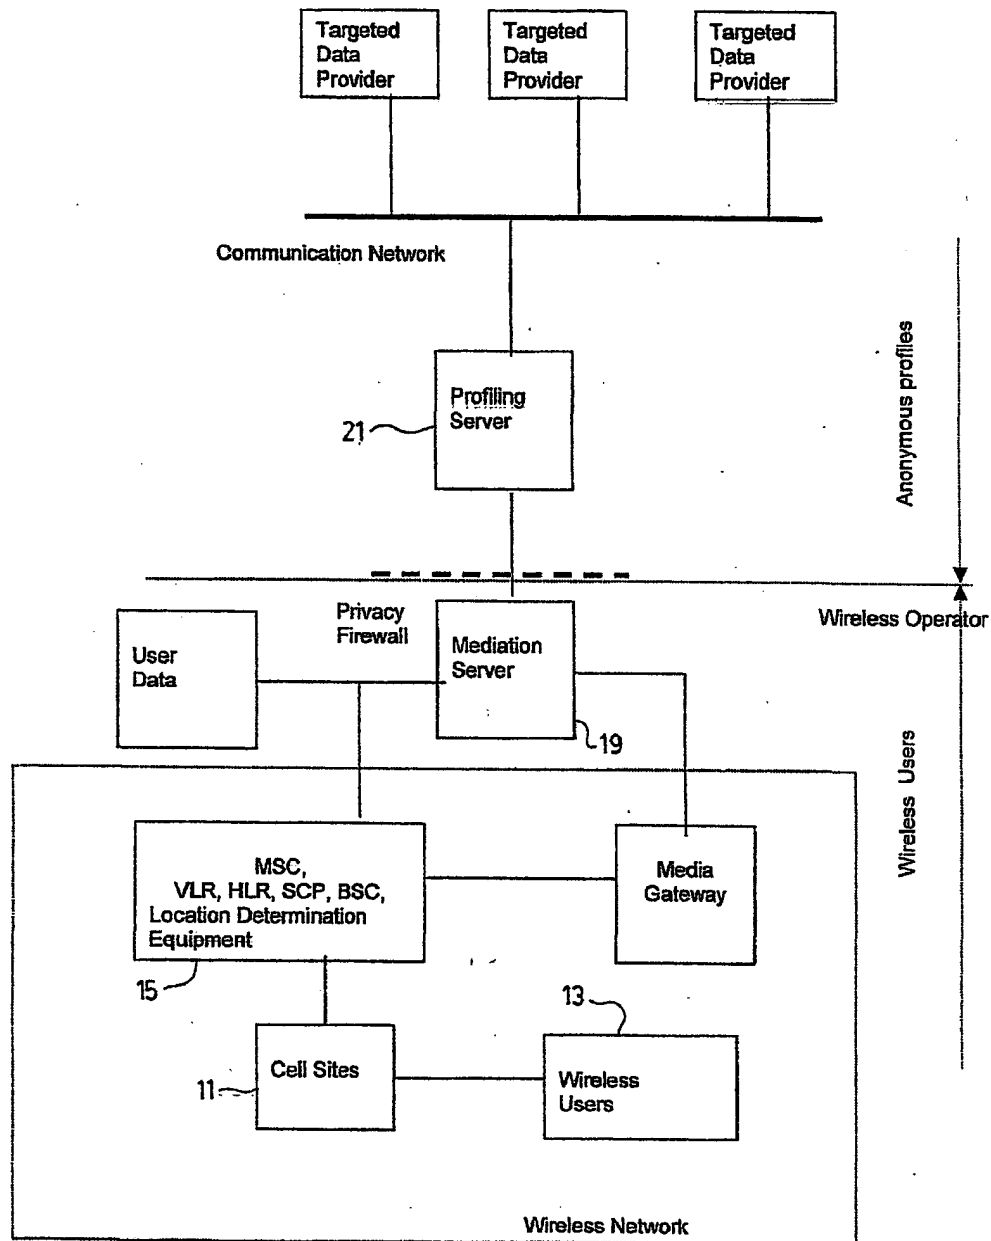 Targeted
Data
Provider
Targeted
Data
Provider
Targeted
Data
Provider
Communication Network
Anonymous profiles
Profiling
Server
21
Privacy
Firewall
Wireless Operator
User
Data
Mediation
Server
19
Wireless Users
MSC,
VLR, HLR, SCP, BSC,
Location Determination
Equipment
Media
Gateway
15
13
Cell Sites
11
Wireless
Users
Wireless Network